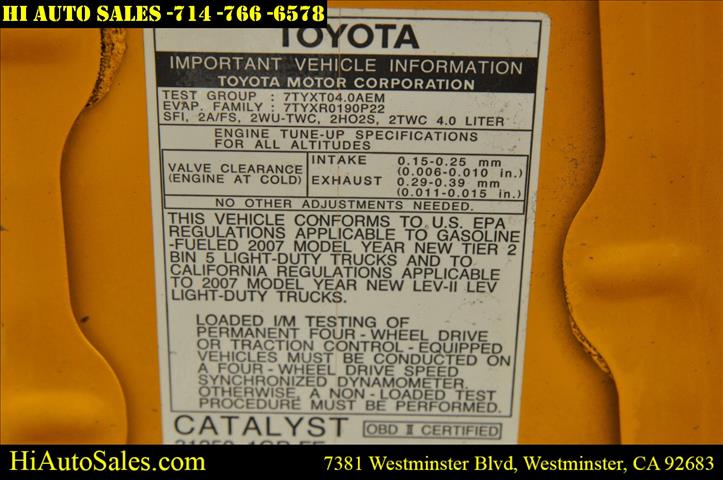 HI AUTO SALES -714 -766 -6578
TOYOTA
IMPORTANT VEHICLE INFORMATION
TOYOTA MOTOR CORPORATION
TEST GROUP : 7TYXT04.0AEM
EVAP. FAMILY : 7TYXR0190P22
SFI, 2A/FS, 2WU-TWC, 2HO2S, 2TWC 4.0 LITER
ENGINE TUNE-UP SPECIFICATIONS
FOR ALL ALTITUDES
VALVE CLEARANCE
(ENGINE AT COLD)
INTAKE 0.15-0.25 mm
(0.006-0.010 in.)
EXHAUST 0.29-0.39 mm
(0.011-0.015 in.)
NO OTHER ADJUSTMENTS NEEDED.
THIS VEHICLE CONFORMS TO U.S. EPA
REGULATIONS APPLICABLE TO GASOLINE
-FUELED 2007 MODEL YEAR NEW TIER 2
BIN 5 LIGHT-DUTY TRUCKS AND TO
CALIFORNIA REGULATIONS APPLICABLE
TO 2007 MODEL YEAR NEW LEV-II LEV
LIGHT-DUTY TRUCKS.
LOADED I/M TESTING OF
PERMANENT FOUR - WHEEL DRIVE
OR TRACTION CONTROL - EQUIPPED
VEHICLES MUST BE CONDUCTED ON
A FOUR - WHEEL DRIVE SPEED
SYNCHRONIZED DYNAMOMETER.
OTHERWISE, A NON - LOADED TEST
PROCEDURE MUST BE PERFORMED.
CATALYST OBD II CERTIFIED
HiAutoSales.com 7381 Westminster Blvd, Westminster, CA 92683